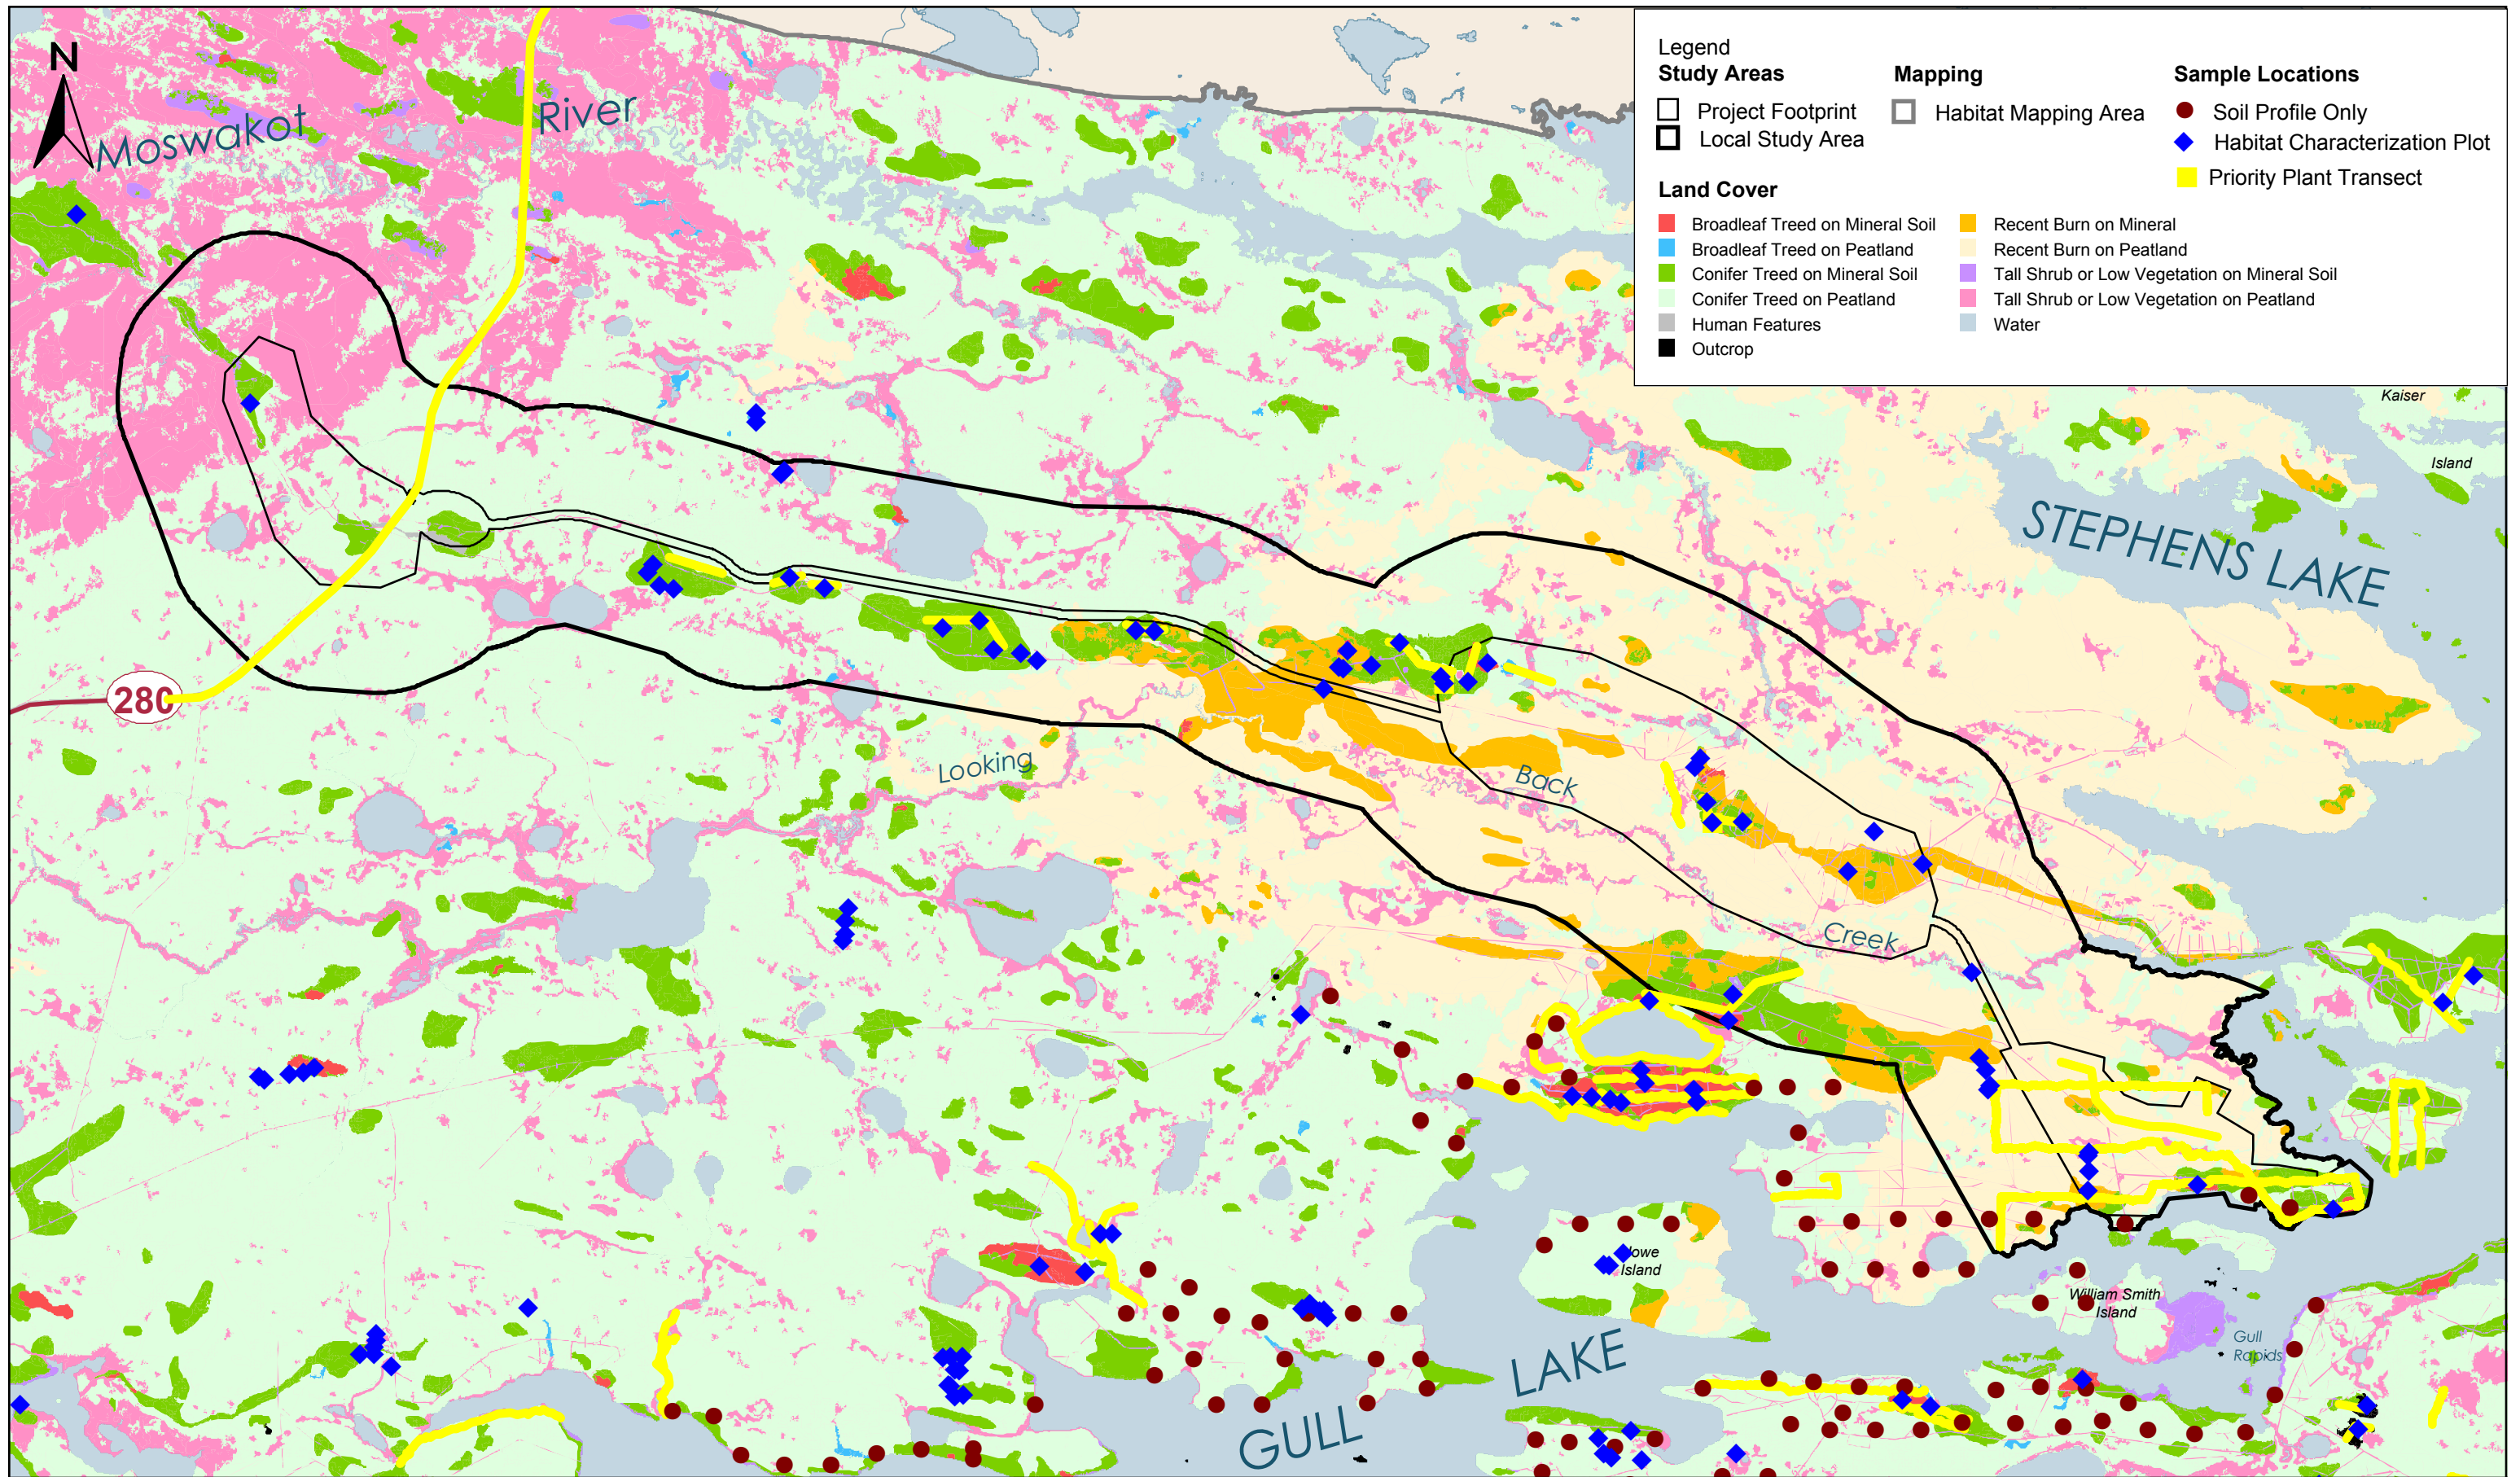 N
Moswakot
River
Legend
Study Areas
Project Footprint
Local Study Area
Mapping
Habitat Mapping Area
Sample Locations
Soil Profile Only
Habitat Characterization Plot
Priority Plant Transect
Land Cover
Broadleaf Treed on Mineral Soil
Broadleaf Treed on Peatland
Conifer Treed on Mineral Soil
Conifer Treed on Peatland
Human Features
Outcrop
Recent Burn on Mineral
Recent Burn on Peatland
Tall Shrub or Low Vegetation on Mineral Soil
Tall Shrub or Low Vegetation on Peatland
Water
Kaiser
Island
STEPHENS LAKE
280
Looking
Back
Creek
Island
William Smith
Island
Gull
Rapids
LAKE
GULL